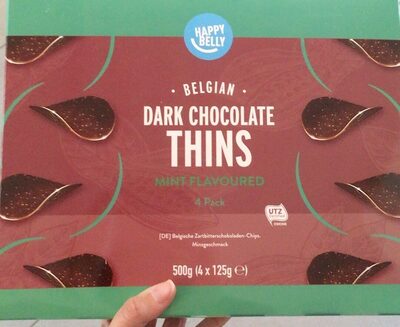 HAPPY
BELLY
• BELGIAN •
DARK CHOCOLATE
THINS
MINT FLAVOURED
4 Pack
UTZ
[DE] Belgische Zartbitterschokoladen-Chips,
Minzgeschmack
500g (4 x 125g ℮)